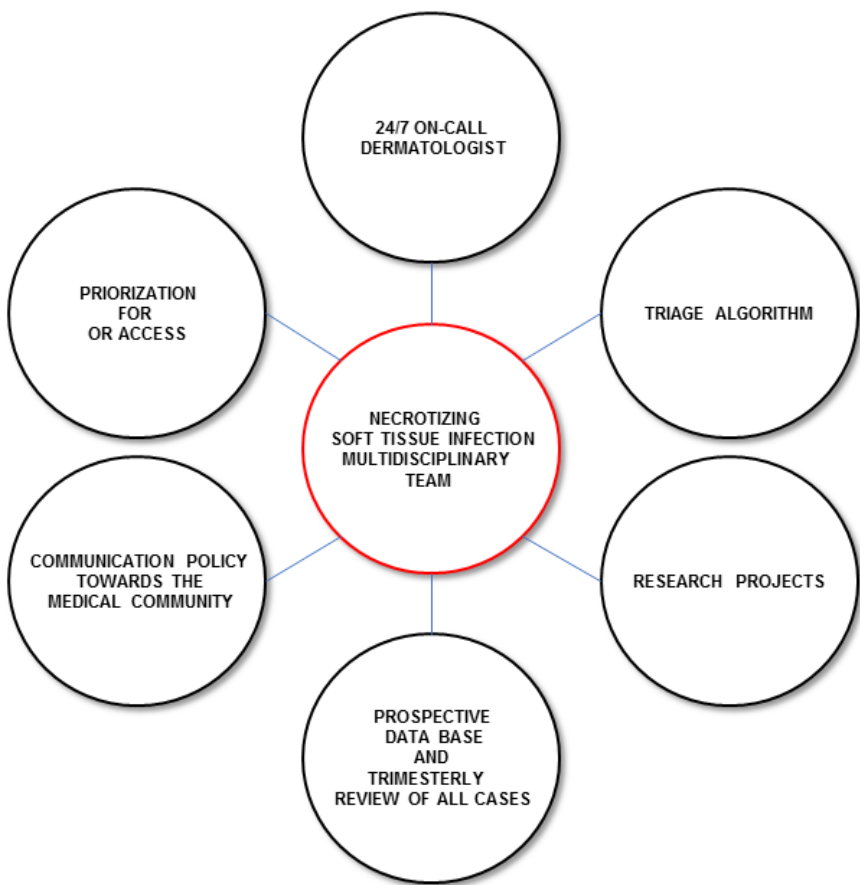 24/7 ON-CALL
DERMATOLOGIST
PRIORIZATION
FOR
OR ACCESS
TRIAGE ALGORITHM
NECROTIZING
SOFT TISSUE INFECTION
MULTIDISCIPLINARY
TEAM
COMMUNICATION POLICY
TOWARDS THE
MEDICAL COMMUNITY
RESEARCH PROJECTS
PROSPECTIVE
DATA BASE
AND
TRIMESTERLY
REVIEW OF ALL CASES